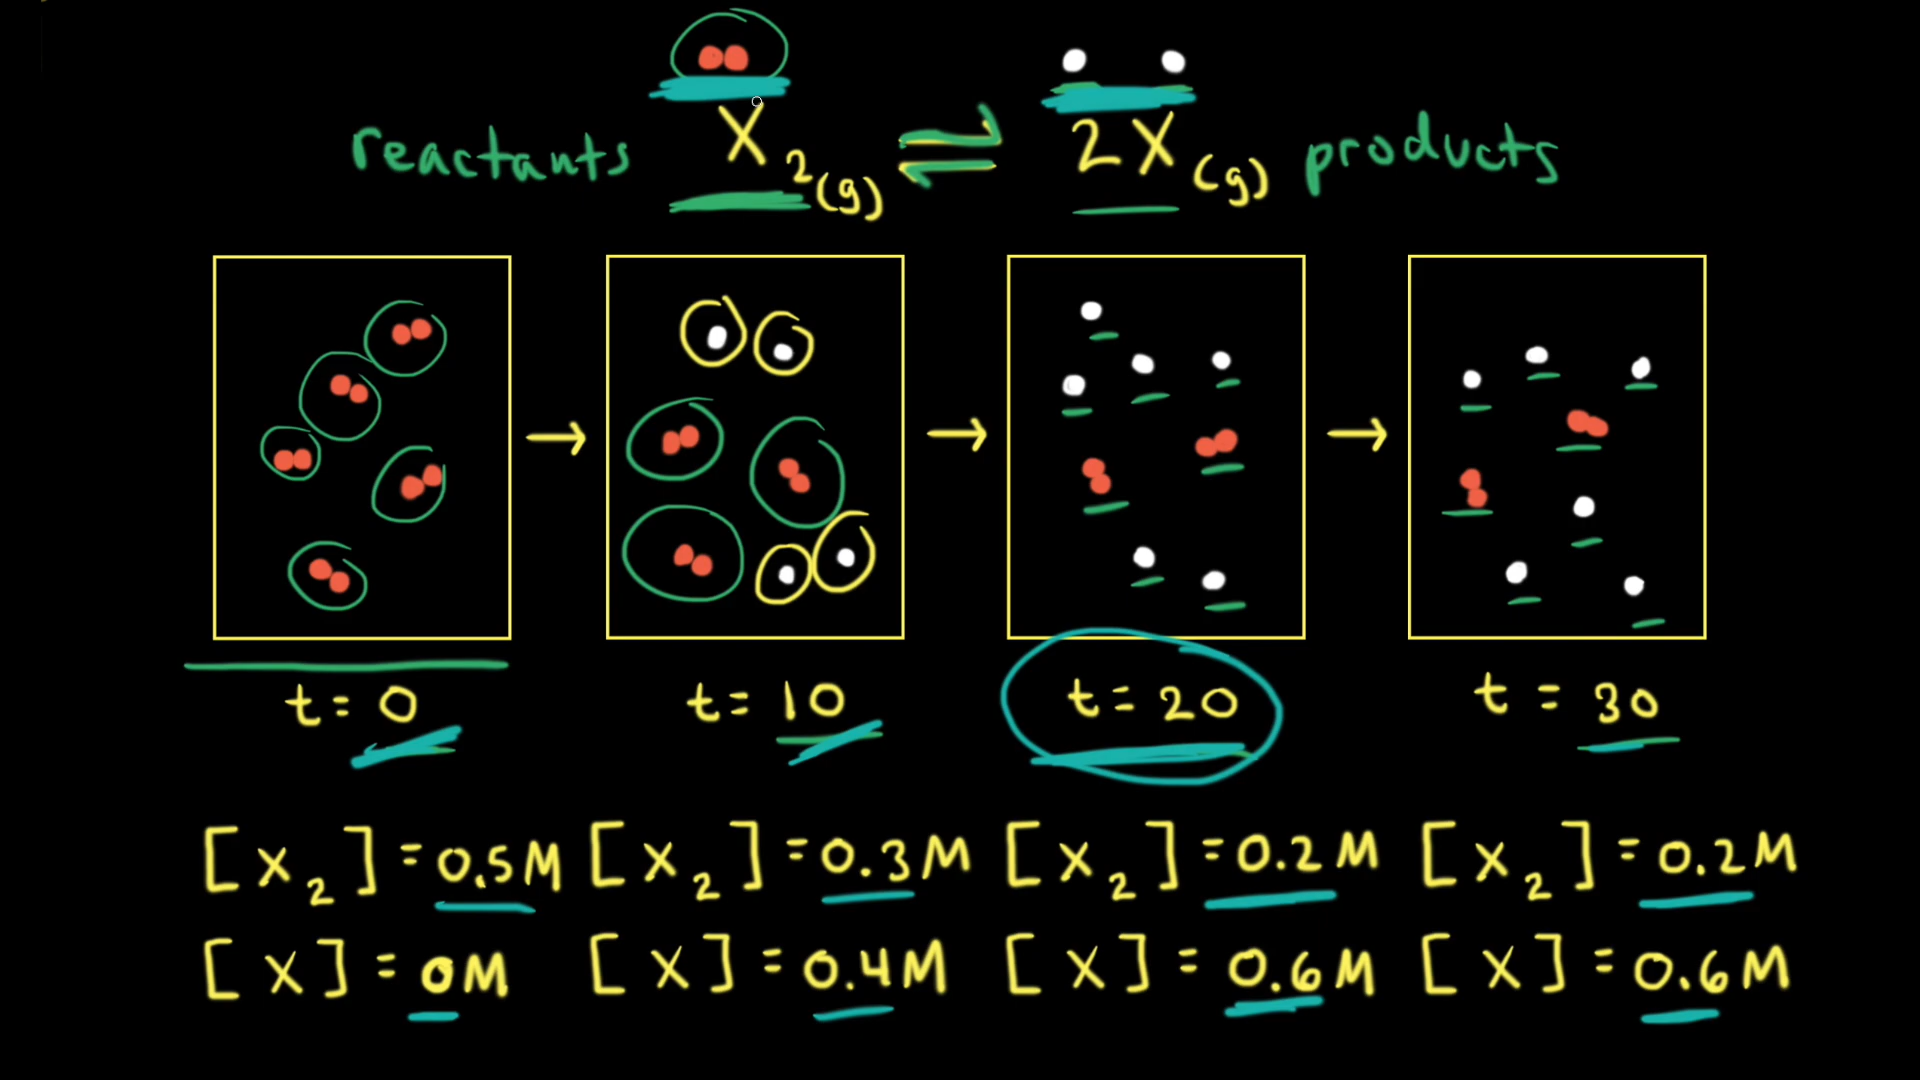 reactants X₂(g) ⇌ 2X(g) products
→ → →
t = 0 t = 10 t = 20 t = 30
[X₂] = 0.5M [X₂] = 0.3M [X₂] = 0.2M [X₂] = 0.2M
[X] = 0M [X] = 0.4M [X] = 0.6M [X] = 0.6M